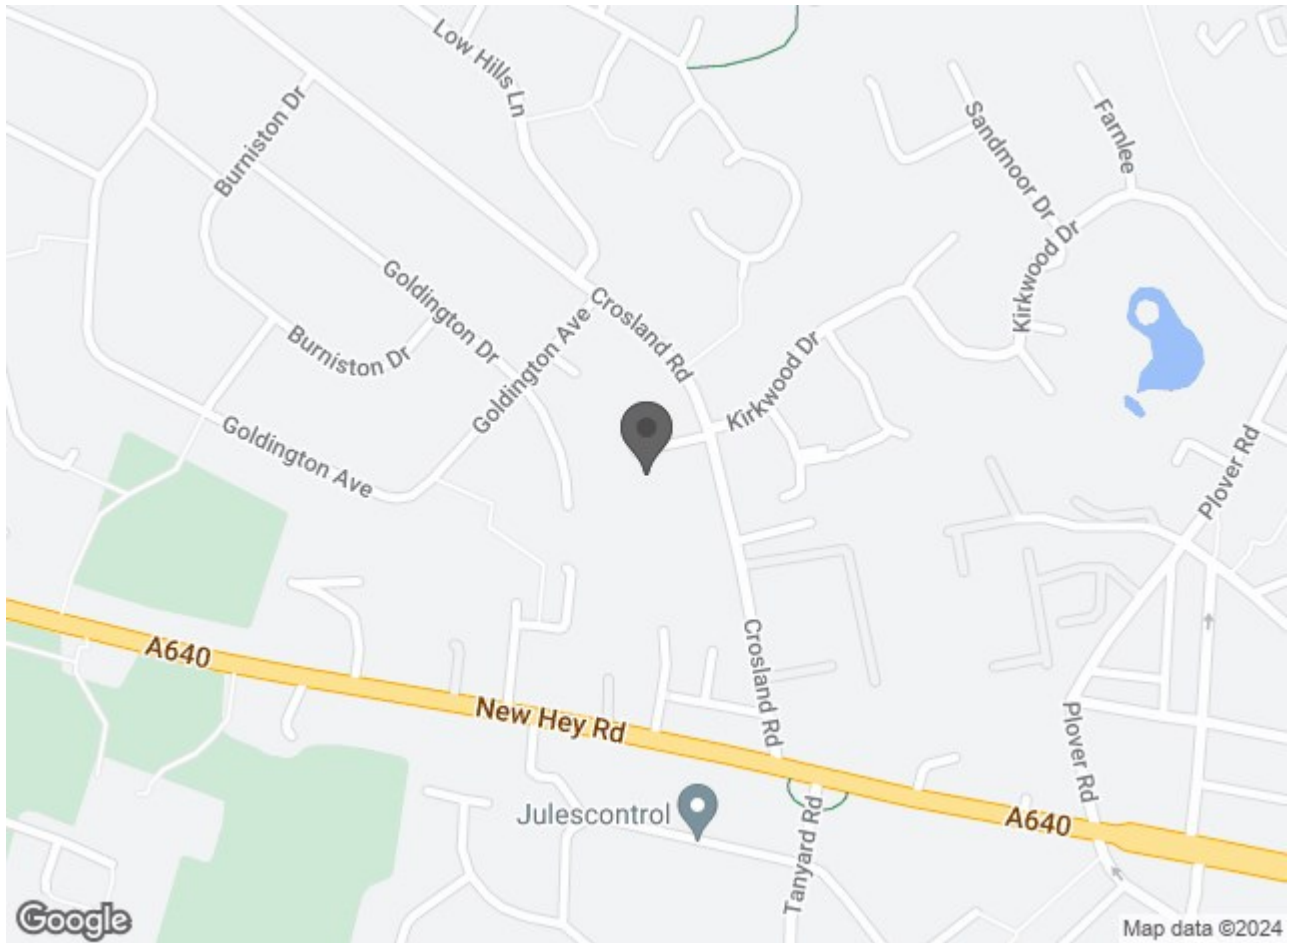 Low Hills Ln
Burniston Dr
Sandmoor Dr
Farnlee
Kirkwood Dr
Goldington Dr
Crosland Rd
Goldington Ave
Burniston Dr
Kirkwood Dr
Goldington Ave
Plover Rd
A640
New Hey Rd
Crosland Rd
Plover Rd
Julescontrol
A640
Tanyard Rd
Google
Map data ©2024